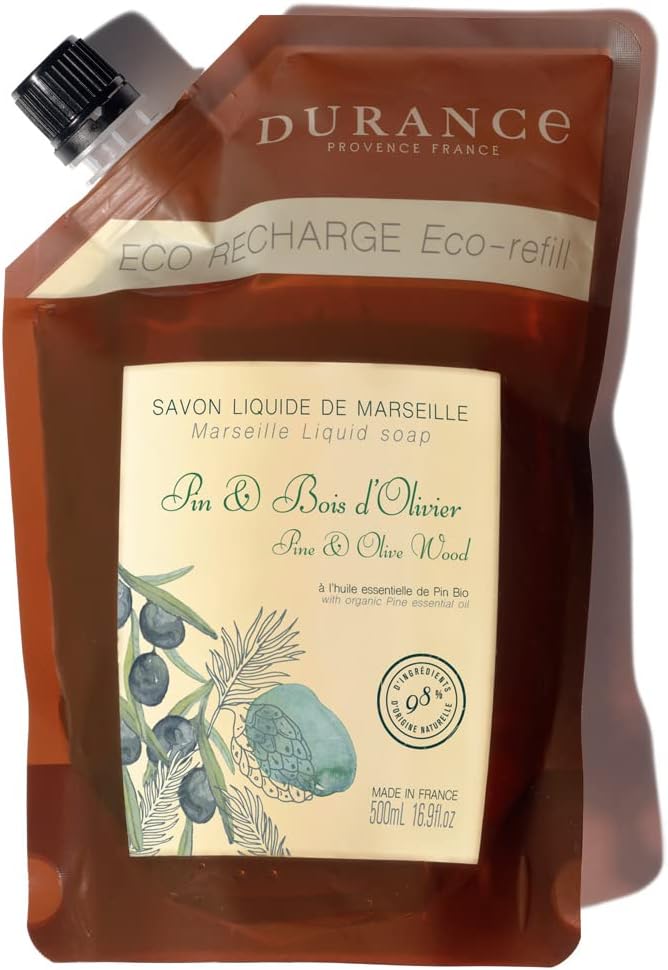 DURANCE
PROVENCE FRANCE
ECO RECHARGE Eco-refill
SAVON LIQUIDE DE MARSEILLE
Marseille Liquid soap
Pin & Bois d'Olivier
Pine & Olive Wood
à l'huile essentielle de Pin Bio
with organic Pine essential oil
D'INGRÉDIENTS
98%
D'ORIGINE NATURELLE
MADE IN FRANCE
500mL 16.9fl.oz